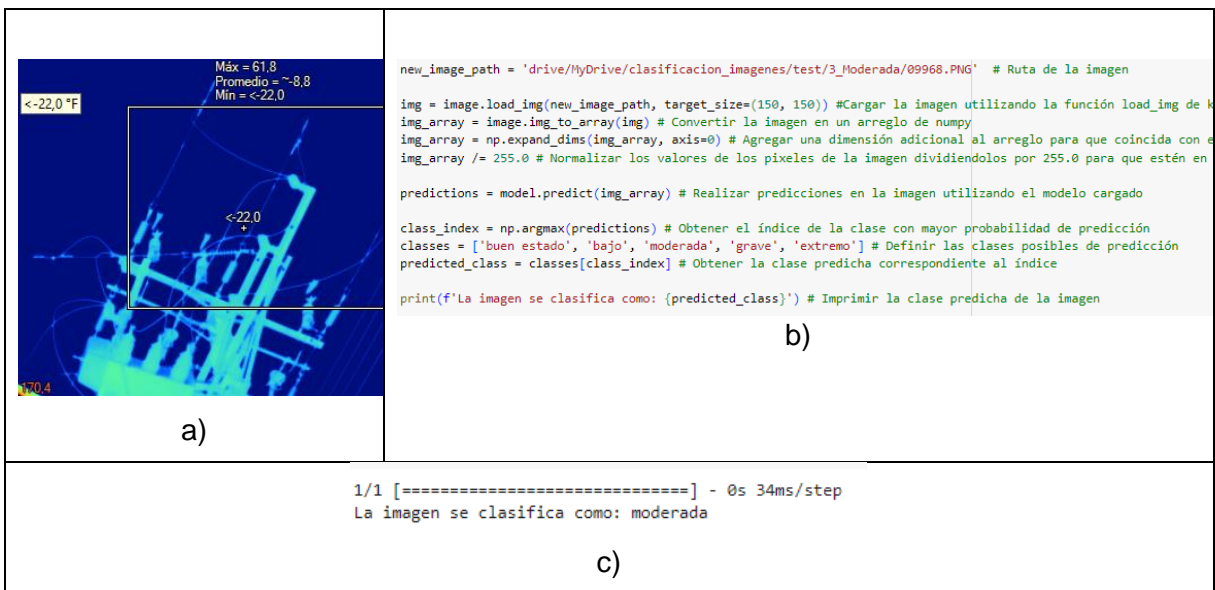 Máx = 61,8
Promedio = ~-8,8
Mín = <-22,0
<-22,0 °F
<-22,0
170,4
a)
new_image_path = 'drive/MyDrive/clasificacion_imagenes/test/3_Moderada/09968.PNG' # Ruta de la imagen
img = image.load_img(new_image_path, target_size=(150, 150)) #Cargar la imagen utilizando la función load_img de k
img_array = image.img_to_array(img) # Convertir la imagen en un arreglo de numpy
img_array = np.expand_dims(img_array, axis=0) # Agregar una dimensión adicional al arreglo para que coincida con e
img_array /= 255.0 # Normalizar los valores de los pixeles de la imagen dividiendolos por 255.0 para que estén en
predictions = model.predict(img_array) # Realizar predicciones en la imagen utilizando el modelo cargado
class_index = np.argmax(predictions) # Obtener el índice de la clase con mayor probabilidad de predicción
classes = ['buen estado', 'bajo', 'moderada', 'grave', 'extremo'] # Definir las clases posibles de predicción
predicted_class = classes[class_index] # Obtener la clase predicha correspondiente al índice
print(f'La imagen se clasifica como: {predicted_class}') # Imprimir la clase predicha de la imagen
b)
1/1 [==============================] - 0s 34ms/step
La imagen se clasifica como: moderada
c)